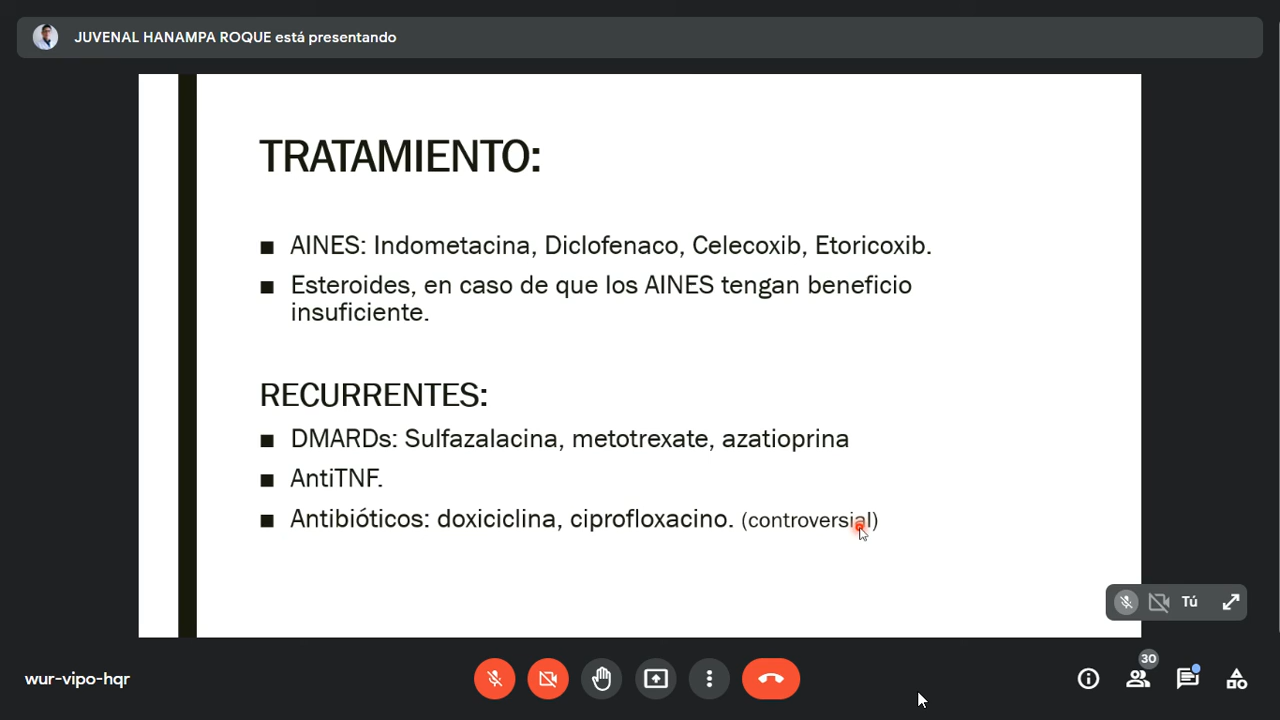 JUVENAL HANAMPA ROQUE está presentando
TRATAMIENTO:
■ AINES: Indometacina, Diclofenaco, Celecoxib, Etoricoxib.
■ Esteroides, en caso de que los AINES tengan beneficio
insuficiente.
RECURRENTES:
■ DMARDs: Sulfazalacina, metotrexate, azatioprina
■ AntiTNF.
■ Antibióticos: doxiciclina, ciprofloxacino. (controversial)
Tú
30
wur-vipo-hqr